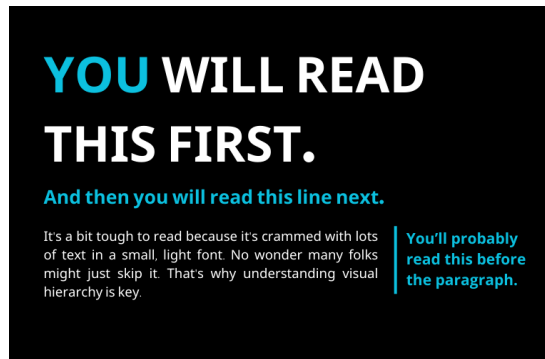 YOU WILL READ
THIS FIRST.
And then you will read this line next.
It's a bit tough to read because it's crammed with lots
of text in a small, light font. No wonder many folks
might just skip it. That's why understanding visual
hierarchy is key.
You'll probably
read this before
the paragraph.